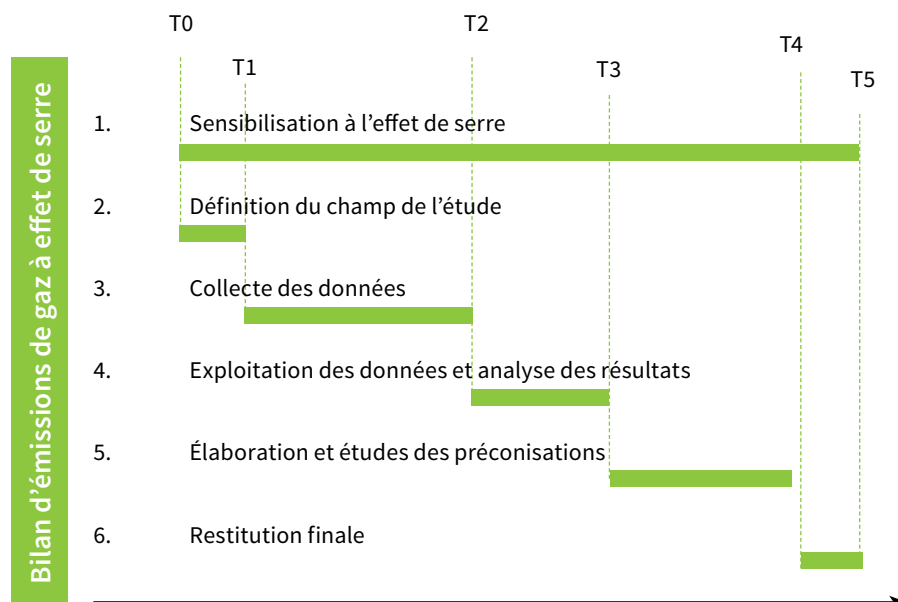 T0
T1
T2
T3
T4
T5
Bilan d’émissions de gaz à effet de serre
1. Sensibilisation à l’effet de serre
2. Définition du champ de l’étude
3. Collecte des données
4. Exploitation des données et analyse des résultats
5. Élaboration et études des préconisations
6. Restitution finale